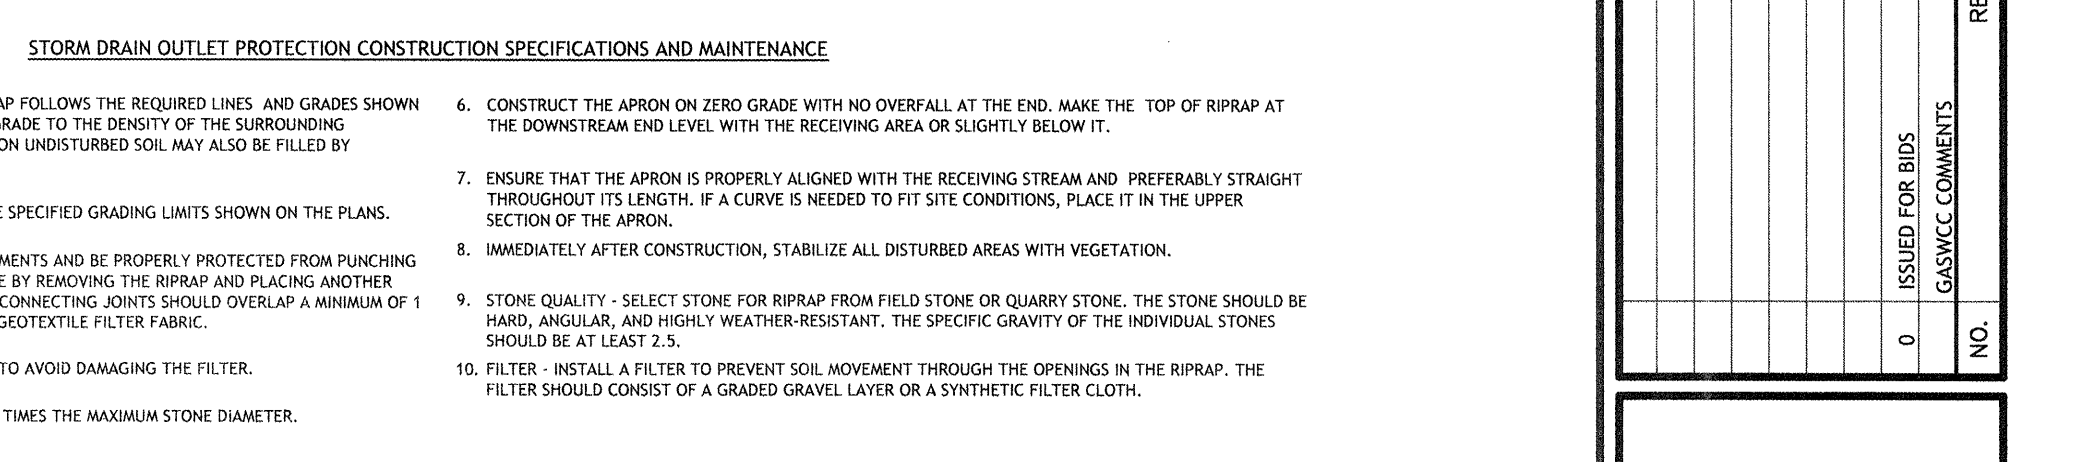 STORM DRAIN OUTLET PROTECTION CONSTRUCTION SPECIFICATIONS AND MAINTENANCE
AP FOLLOWS THE REQUIRED LINES AND GRADES SHOWN
RADE TO THE DENSITY OF THE SURROUNDING
ON UNDISTURBED SOIL MAY ALSO BE FILLED BY
E SPECIFIED GRADING LIMITS SHOWN ON THE PLANS.
MENTS AND BE PROPERLY PROTECTED FROM PUNCHING
E BY REMOVING THE RIPRAP AND PLACING ANOTHER
CONNECTING JOINTS SHOULD OVERLAP A MINIMUM OF 1
GEOTEXTILE FILTER FABRIC.
TO AVOID DAMAGING THE FILTER.
TIMES THE MAXIMUM STONE DIAMETER.
6. CONSTRUCT THE APRON ON ZERO GRADE WITH NO OVERFALL AT THE END. MAKE THE TOP OF RIPRAP AT
THE DOWNSTREAM END LEVEL WITH THE RECEIVING AREA OR SLIGHTLY BELOW IT.
7. ENSURE THAT THE APRON IS PROPERLY ALIGNED WITH THE RECEIVING STREAM AND PREFERABLY STRAIGHT
THROUGHOUT ITS LENGTH. IF A CURVE IS NEEDED TO FIT SITE CONDITIONS, PLACE IT IN THE UPPER
SECTION OF THE APRON.
8. IMMEDIATELY AFTER CONSTRUCTION, STABILIZE ALL DISTURBED AREAS WITH VEGETATION.
9. STONE QUALITY - SELECT STONE FOR RIPRAP FROM FIELD STONE OR QUARRY STONE. THE STONE SHOULD BE
HARD, ANGULAR, AND HIGHLY WEATHER-RESISTANT. THE SPECIFIC GRAVITY OF THE INDIVIDUAL STONES
SHOULD BE AT LEAST 2.5.
10. FILTER - INSTALL A FILTER TO PREVENT SOIL MOVEMENT THROUGH THE OPENINGS IN THE RIPRAP. THE
FILTER SHOULD CONSIST OF A GRADED GRAVEL LAYER OR A SYNTHETIC FILTER CLOTH.
0 ISSUED FOR BIDS
GASWCC COMMENTS
NO. RE